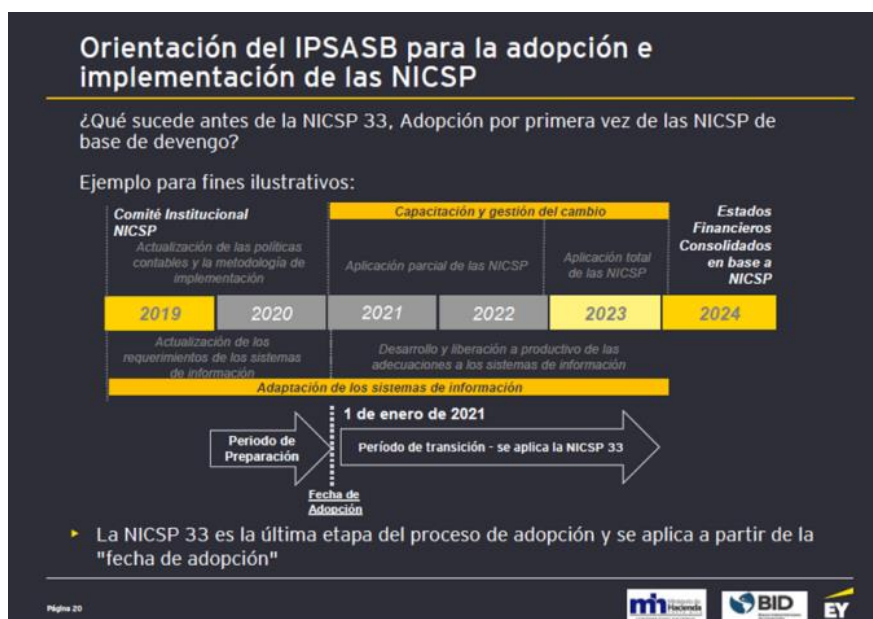 Orientación del IPSASB para la adopción e
implementación de las NICSP
¿Qué sucede antes de la NICSP 33, Adopción por primera vez de las NICSP de
base de devengo?
Ejemplo para fines ilustrativos:
Comité Institucional
NICSP
Actualización de las políticas
contables y la metodología de
implementación
Capacitación y gestión del cambio
Aplicación parcial de las NICSP
Aplicación total
de las NICSP
Estados
Financieros
Consolidados
en base a
NICSP
2019 2020 2021 2022 2023 2024
Actualización de los
requerimientos de los sistemas
de información
Desarrollo y liberación a productivo de las
adecuaciones a los sistemas de información
Adaptación de los sistemas de información
1 de enero de 2021
Periodo de
Preparación
Período de transición - se aplica la NICSP 33
Fecha de
Adopción
La NICSP 33 es la última etapa del proceso de adopción y se aplica a partir de la
"fecha de adopción"
Página 20
mh
Hacienda
BID
EY